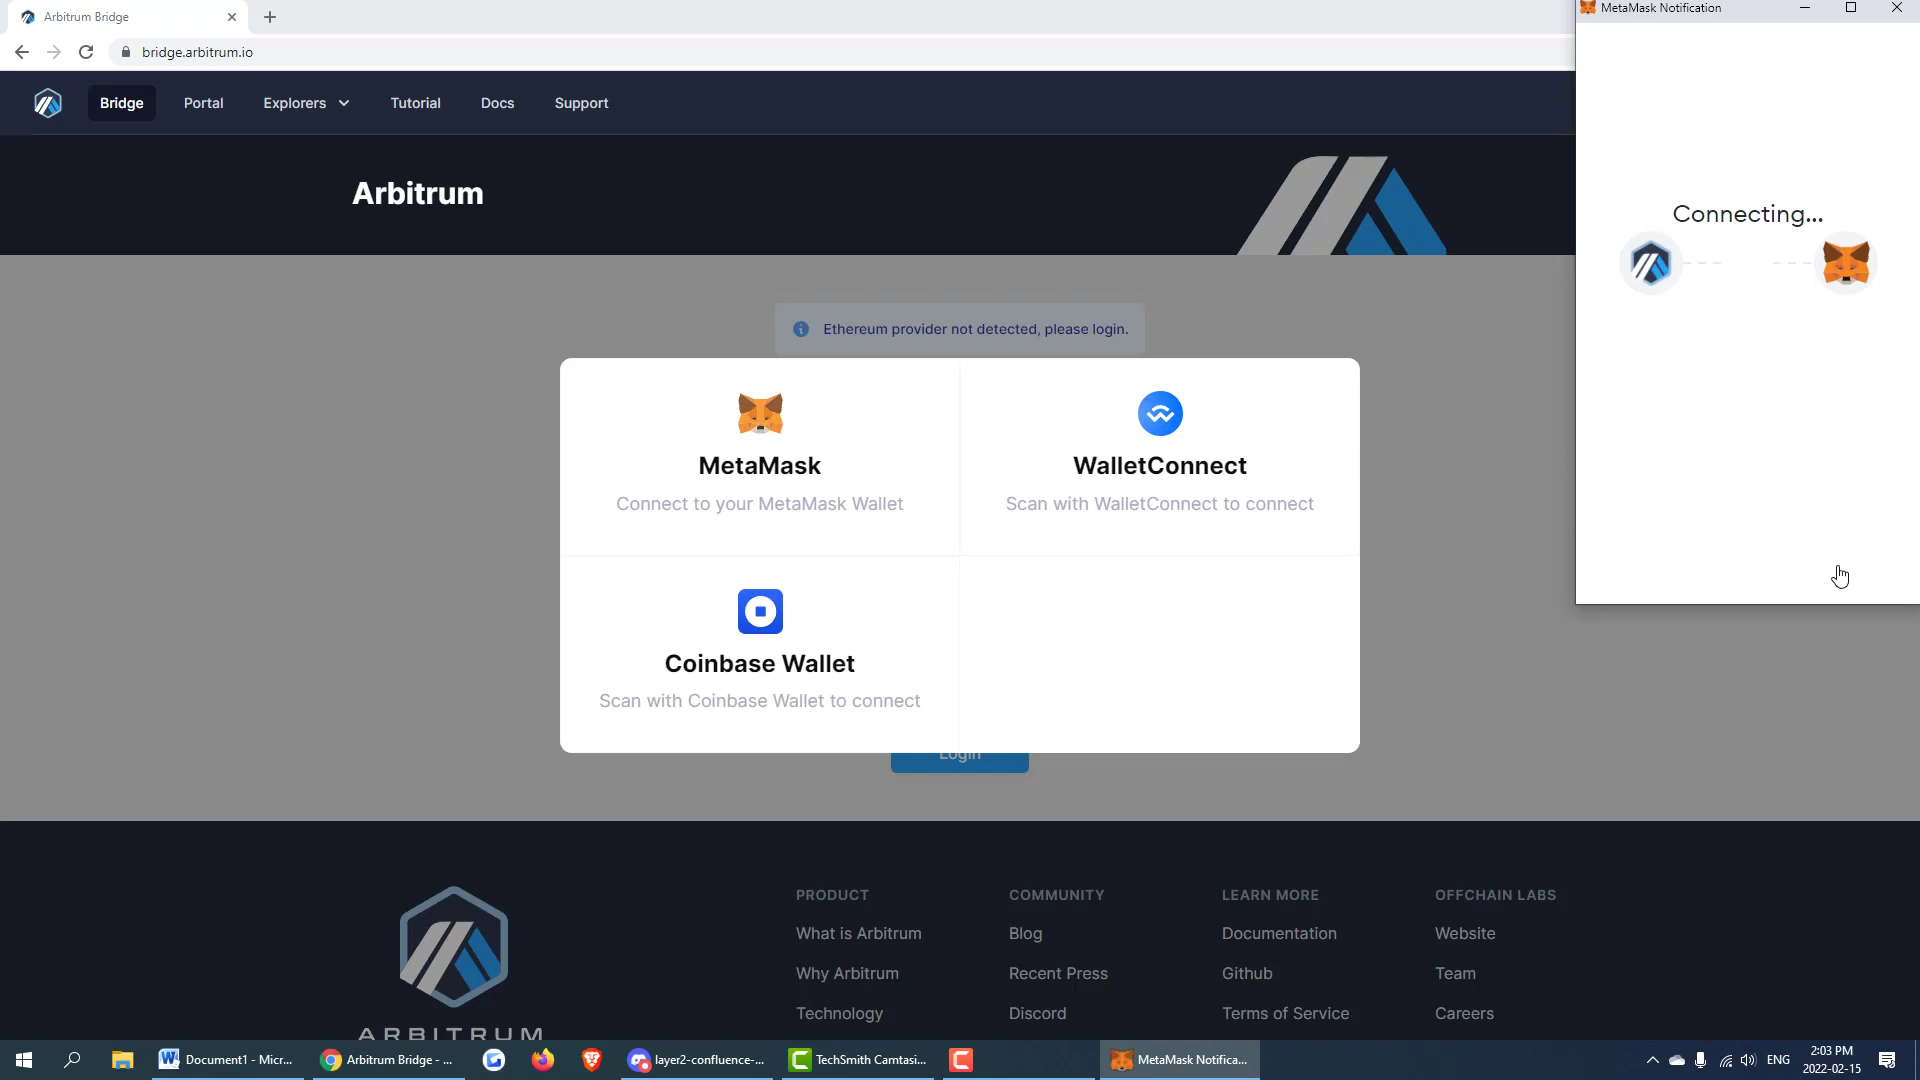 Arbitrum Bridge
MetaMask Notification
bridge.arbitrum.io
Bridge
Portal
Explorers
Tutorial
Docs
Support
Arbitrum
Connecting...
Ethereum provider not detected, please login.
MetaMask
Connect to your MetaMask Wallet
WalletConnect
Scan with WalletConnect to connect
Coinbase Wallet
Scan with Coinbase Wallet to connect
Login
ARBITRUM
PRODUCT
What is Arbitrum
Why Arbitrum
Technology
COMMUNITY
Blog
Recent Press
Discord
LEARN MORE
Documentation
Github
Terms of Service
OFFCHAIN LABS
Website
Team
Careers
Document1 - Micr...
Arbitrum Bridge - ...
layer2-confluence-...
TechSmith Camtasi...
MetaMask Notifica...
ENG
2:03 PM
2022-02-15